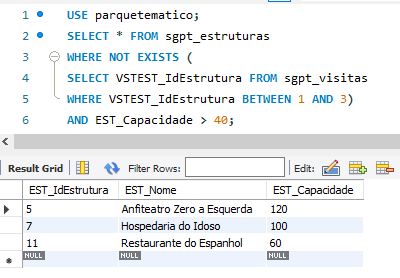 1 USE parquetematico;
2 SELECT * FROM sgpt_estruturas
3 WHERE NOT EXISTS (
4 SELECT VSTEST_IdEstrutura FROM sgpt_visitas
5 WHERE VSTEST_IdEstrutura BETWEEN 1 AND 3)
6 AND EST_Capacidade > 40;
Result Grid Filter Rows: Edit:
EST_IdEstrutura EST_Nome EST_Capacidade
5 Anfiteatro Zero a Esquerda 120
7 Hospedaria do Idoso 100
11 Restaurante do Espanhol 60
NULL NULL NULL